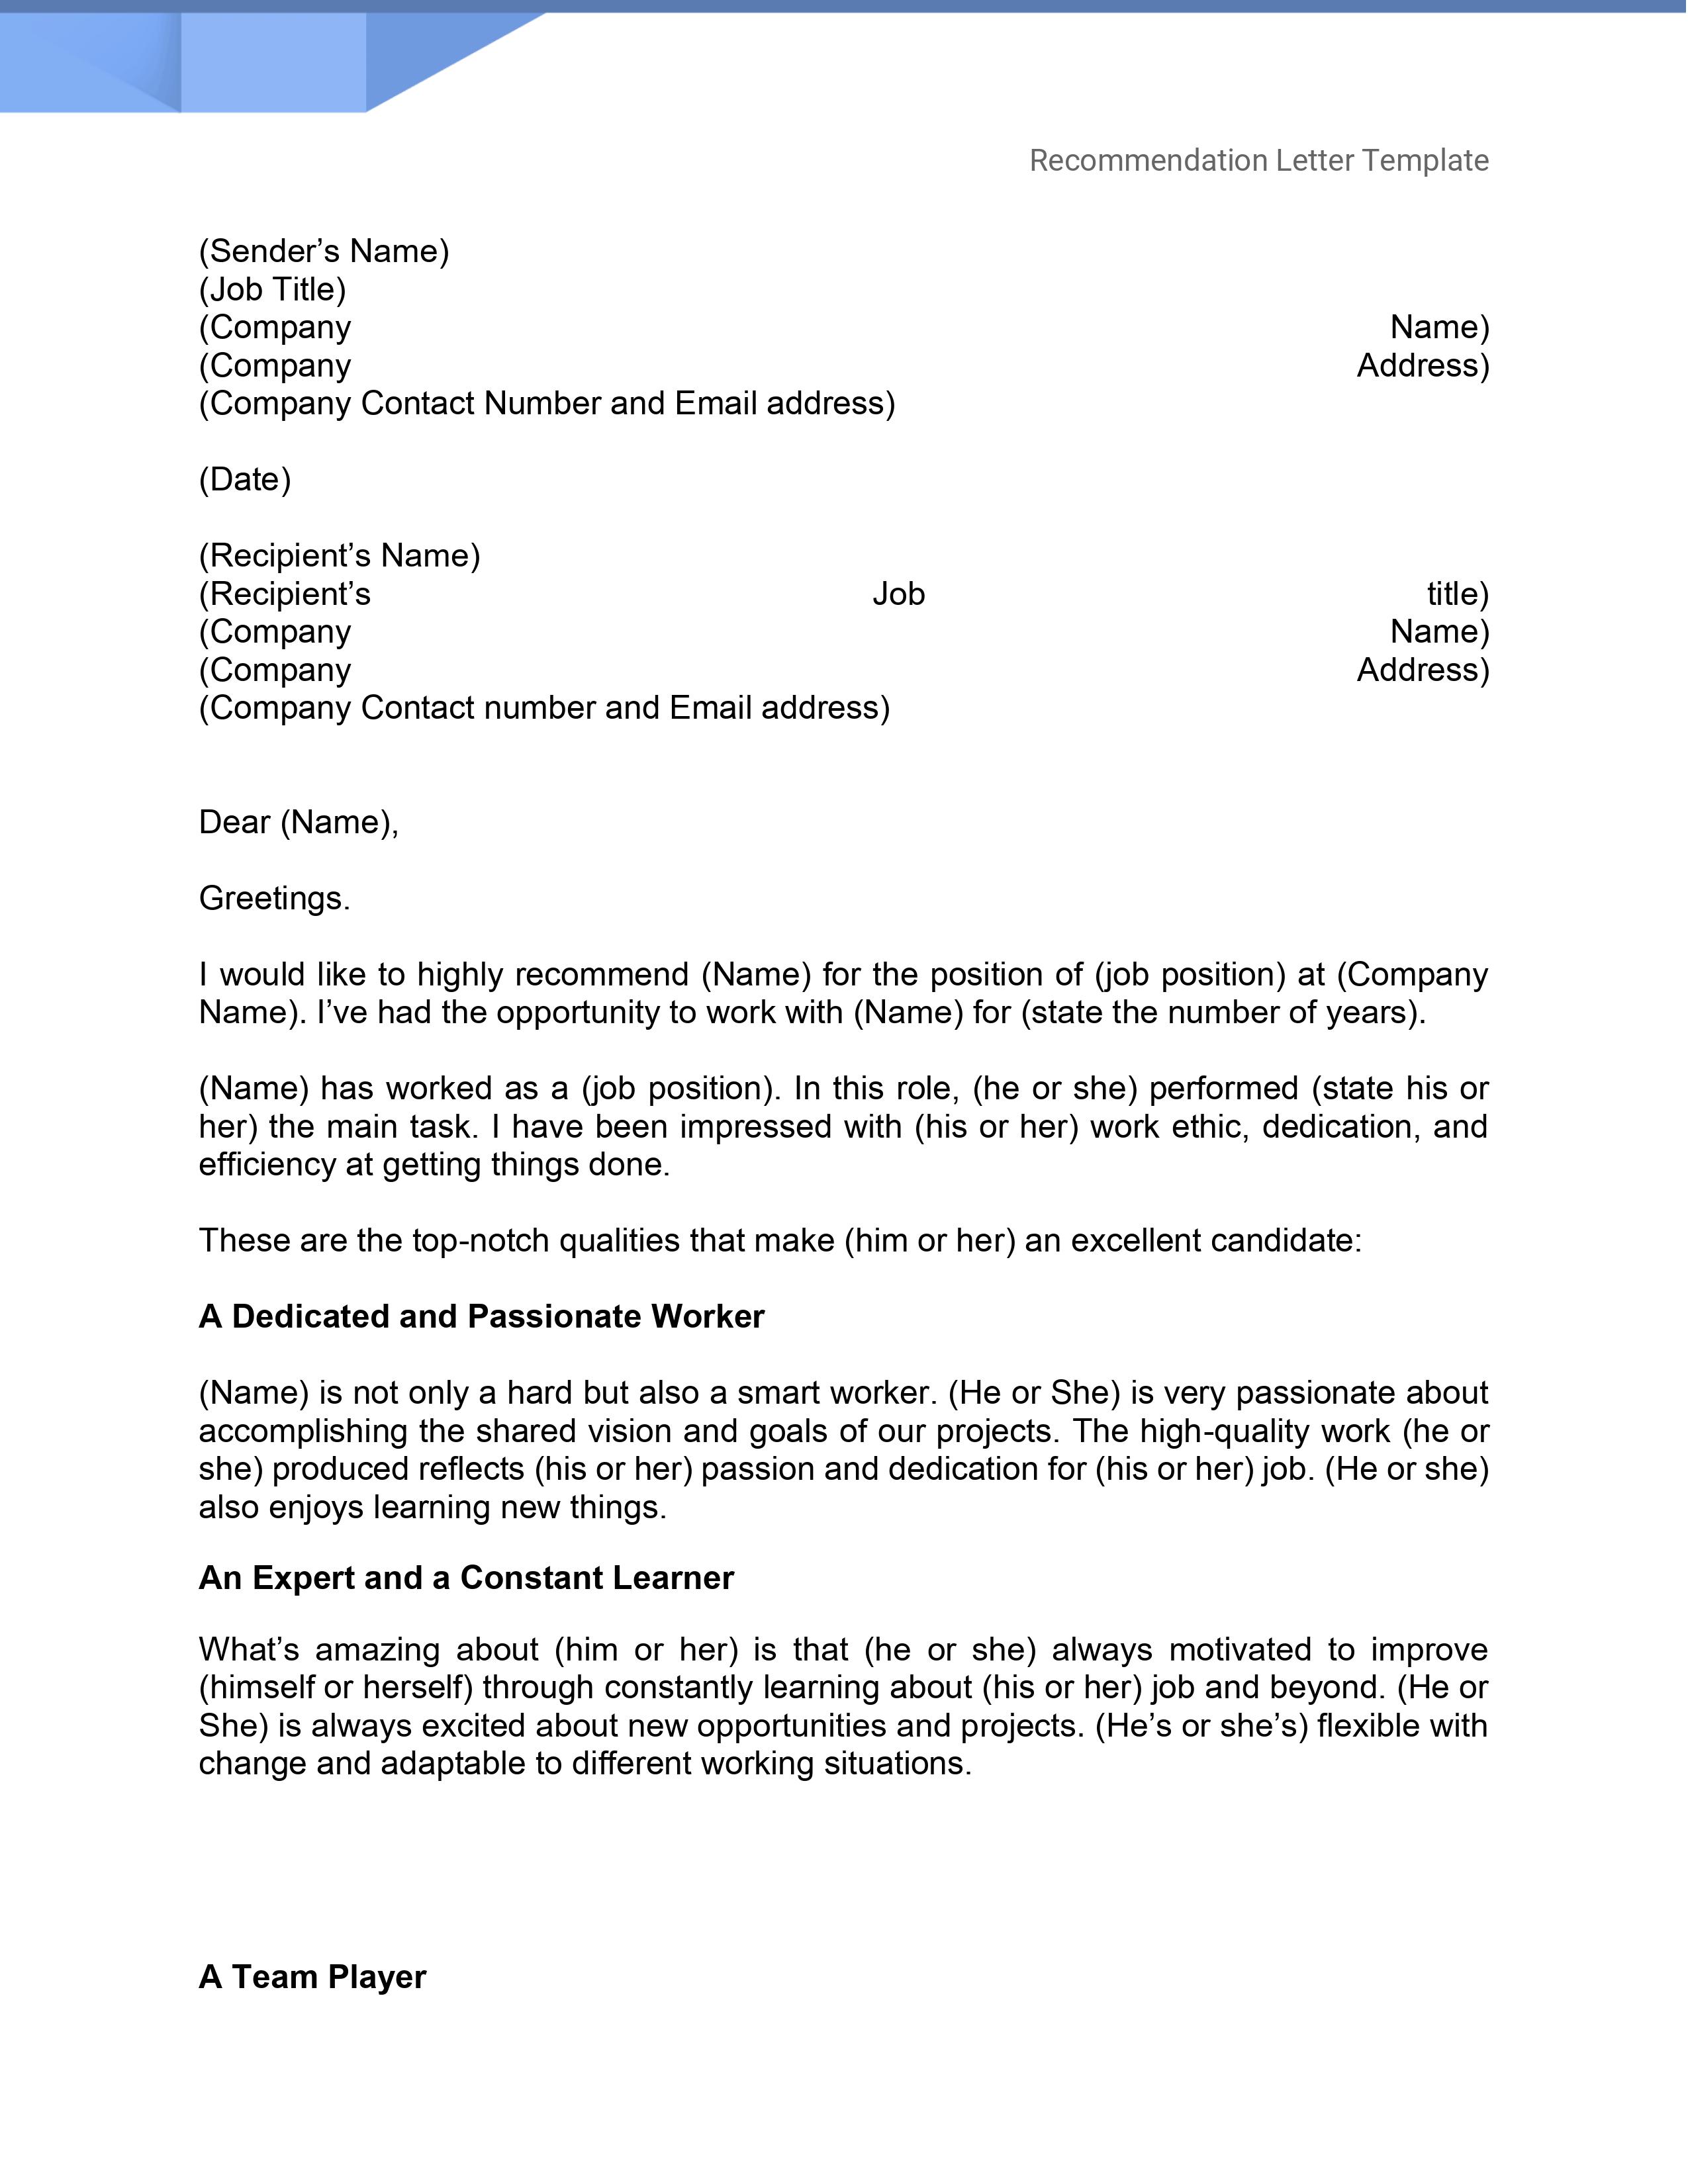 Recommendation Letter Template
(Sender’s Name)
(Job Title)
(Company Name)
(Company Address)
(Company Contact Number and Email address)
(Date)
(Recipient’s Name)
(Recipient’s Job title)
(Company Name)
(Company Address)
(Company Contact number and Email address)
Dear (Name),
Greetings.
I would like to highly recommend (Name) for the position of (job position) at (Company
Name). I’ve had the opportunity to work with (Name) for (state the number of years).
(Name) has worked as a (job position). In this role, (he or she) performed (state his or
her) the main task. I have been impressed with (his or her) work ethic, dedication, and
efficiency at getting things done.
These are the top-notch qualities that make (him or her) an excellent candidate:
A Dedicated and Passionate Worker
(Name) is not only a hard but also a smart worker. (He or She) is very passionate about
accomplishing the shared vision and goals of our projects. The high-quality work (he or
she) produced reflects (his or her) passion and dedication for (his or her) job. (He or she)
also enjoys learning new things.
An Expert and a Constant Learner
What’s amazing about (him or her) is that (he or she) always motivated to improve
(himself or herself) through constantly learning about (his or her) job and beyond. (He or
She) is always excited about new opportunities and projects. (He’s or she’s) flexible with
change and adaptable to different working situations.
A Team Player